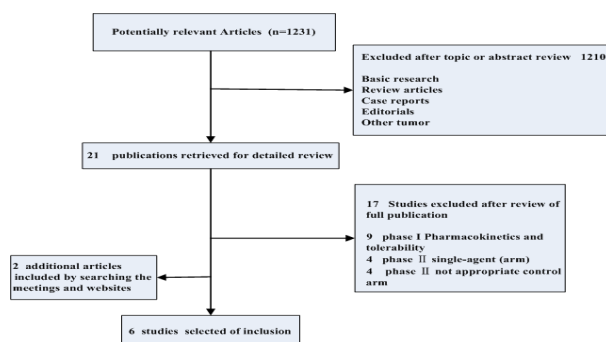 Potentially relevant Articles (n=1231)
Excluded after topic or abstract review 1210
Basic research
Review articles
Case reports
Editorials
Other tumor
21 publications retrieved for detailed review
17 Studies excluded after review of
full publication
9 phase I Pharmacokinetics and
tolerability
4 phase Ⅱ single-agent (arm)
4 phase Ⅱ not appropriate control
arm
2 additional articles
included by searching the
meetings and websites
6 studies selected of inclusion